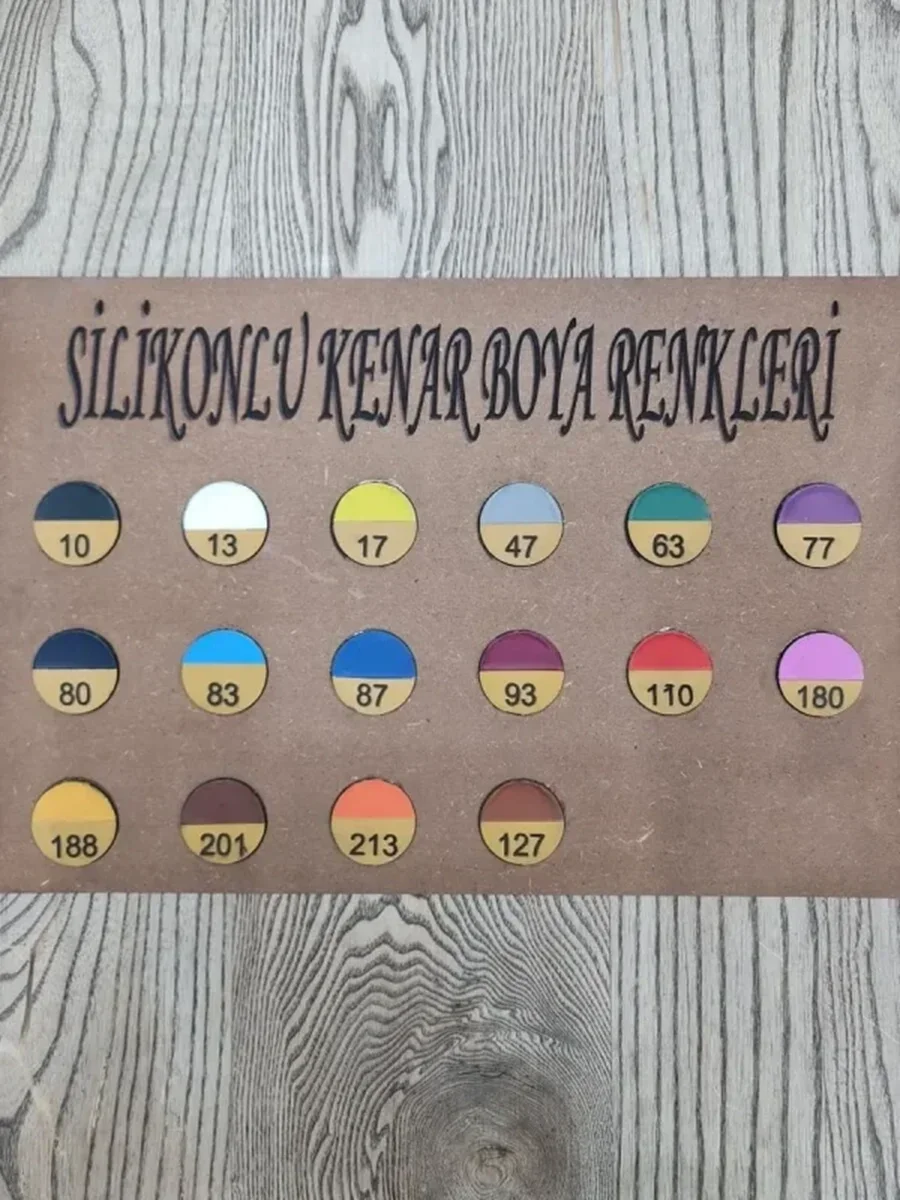 SİLİKONLU KENAR BOYA RENKLERİ
10 13 17 47 63 77
80 83 87 93 110 180
188 201 213 127